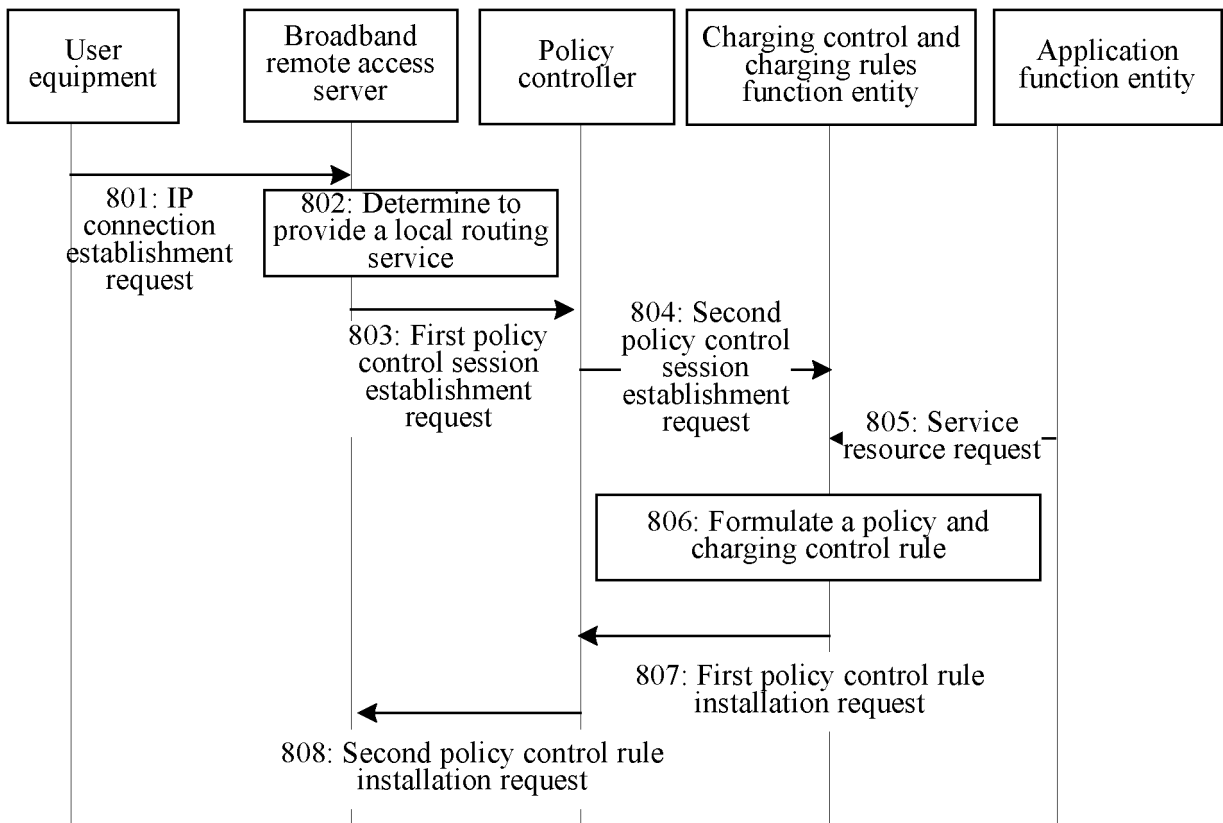 User
equipment
Broadband
remote access
server
Policy
controller
Charging control and
charging rules
function entity
Application
function entity
801: IP
connection
establishment
request
802: Determine to
provide a local routing
service
803: First policy
control session
establishment
request
804: Second
policy control
session
establishment
request
805: Service
resource request
806: Formulate a policy and
charging control rule
807: First policy control rule
installation request
808: Second policy control rule
installation request